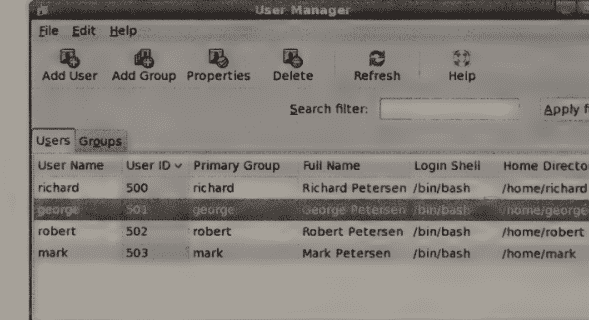 User Manager
File Edit Help
Add User Add Group Properties Delete Refresh Help
Search filter: Apply f
Users Groups
User Name User ID Primary Group Full Name Login Shell Home Directo
richard 500 richard Richard Petersen /bin/bash /home/richard
george 501 george George Petersen /bin/bash /home/george
robert 502 robert Robert Petersen /bin/bash /home/robert
mark 503 mark Mark Petersen /bin/bash /home/mark